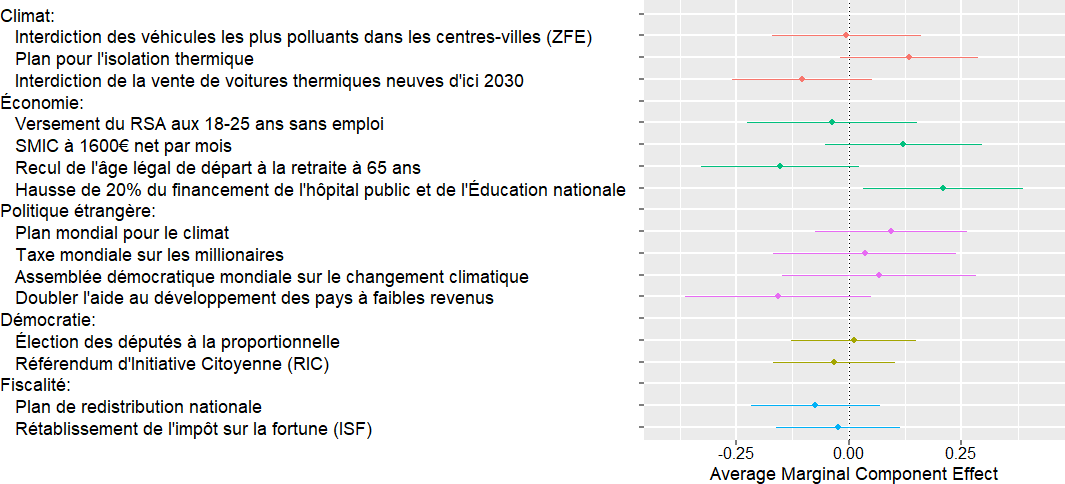 Climat:
Interdiction des véhicules les plus polluants dans les centres-villes (ZFE)
Plan pour l'isolation thermique
Interdiction de la vente de voitures thermiques neuves d'ici 2030
Économie:
Versement du RSA aux 18-25 ans sans emploi
SMIC à 1600€ net par mois
Recul de l'âge légal de départ à la retraite à 65 ans
Hausse de 20% du financement de l'hôpital public et de l'Éducation nationale
Politique étrangère:
Plan mondial pour le climat
Taxe mondiale sur les millionaires
Assemblée démocratique mondiale sur le changement climatique
Doubler l'aide au développement des pays à faibles revenus
Démocratie:
Élection des députés à la proportionnelle
Référendum d'Initiative Citoyenne (RIC)
Fiscalité:
Plan de redistribution nationale
Rétablissement de l'impôt sur la fortune (ISF)
-0.25 0.00 0.25
Average Marginal Component Effect